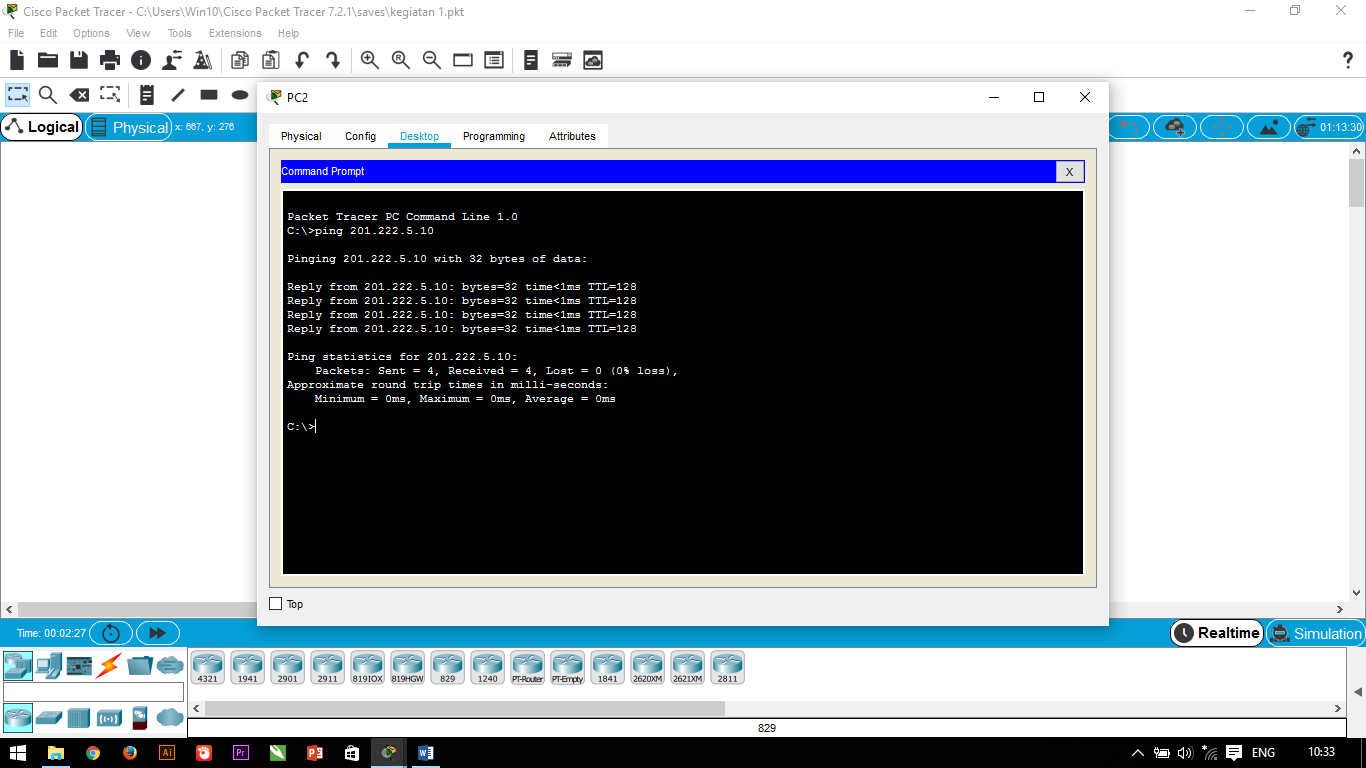 Cisco Packet Tracer - C:\Users\Win10\Cisco Packet Tracer 7.2.1\saves\kegiatan 1.pkt
File Edit Options View Tools Extensions Help
PC2
Logical Physical x: 667, y: 276
01:13:30
Physical Config Desktop Programming Attributes
Command Prompt X
Packet Tracer PC Command Line 1.0
C:\>ping 201.222.5.10
Pinging 201.222.5.10 with 32 bytes of data:
Reply from 201.222.5.10: bytes=32 time<1ms TTL=128
Reply from 201.222.5.10: bytes=32 time<1ms TTL=128
Reply from 201.222.5.10: bytes=32 time<1ms TTL=128
Reply from 201.222.5.10: bytes=32 time<1ms TTL=128
Ping statistics for 201.222.5.10:
Packets: Sent = 4, Received = 4, Lost = 0 (0% loss),
Approximate round trip times in milli-seconds:
Minimum = 0ms, Maximum = 0ms, Average = 0ms
C:\>
Top
Time: 00:02:27
Realtime Simulation
4321 1941 2901 2911 819IOX 819HGW 829 1240 PT-Router PT-Empty 1841 2620XM 2621XM 2811
829
ENG 10:33